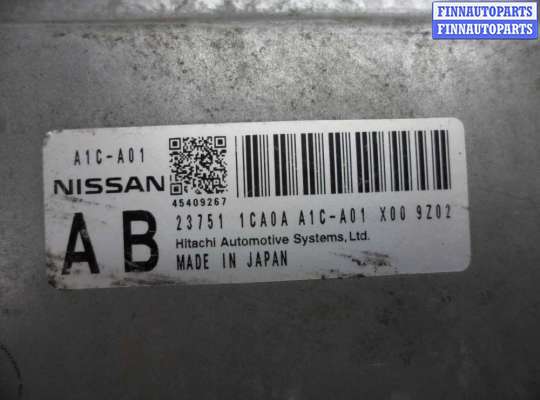 FINNAUTOPARTS
FINNAUTOPARTS
A1C-A01
NISSAN
45409267
AB
23751 1CA0A A1C-A01 X00 9Z02
Hitachi Automotive Systems, Ltd.
MADE IN JAPAN